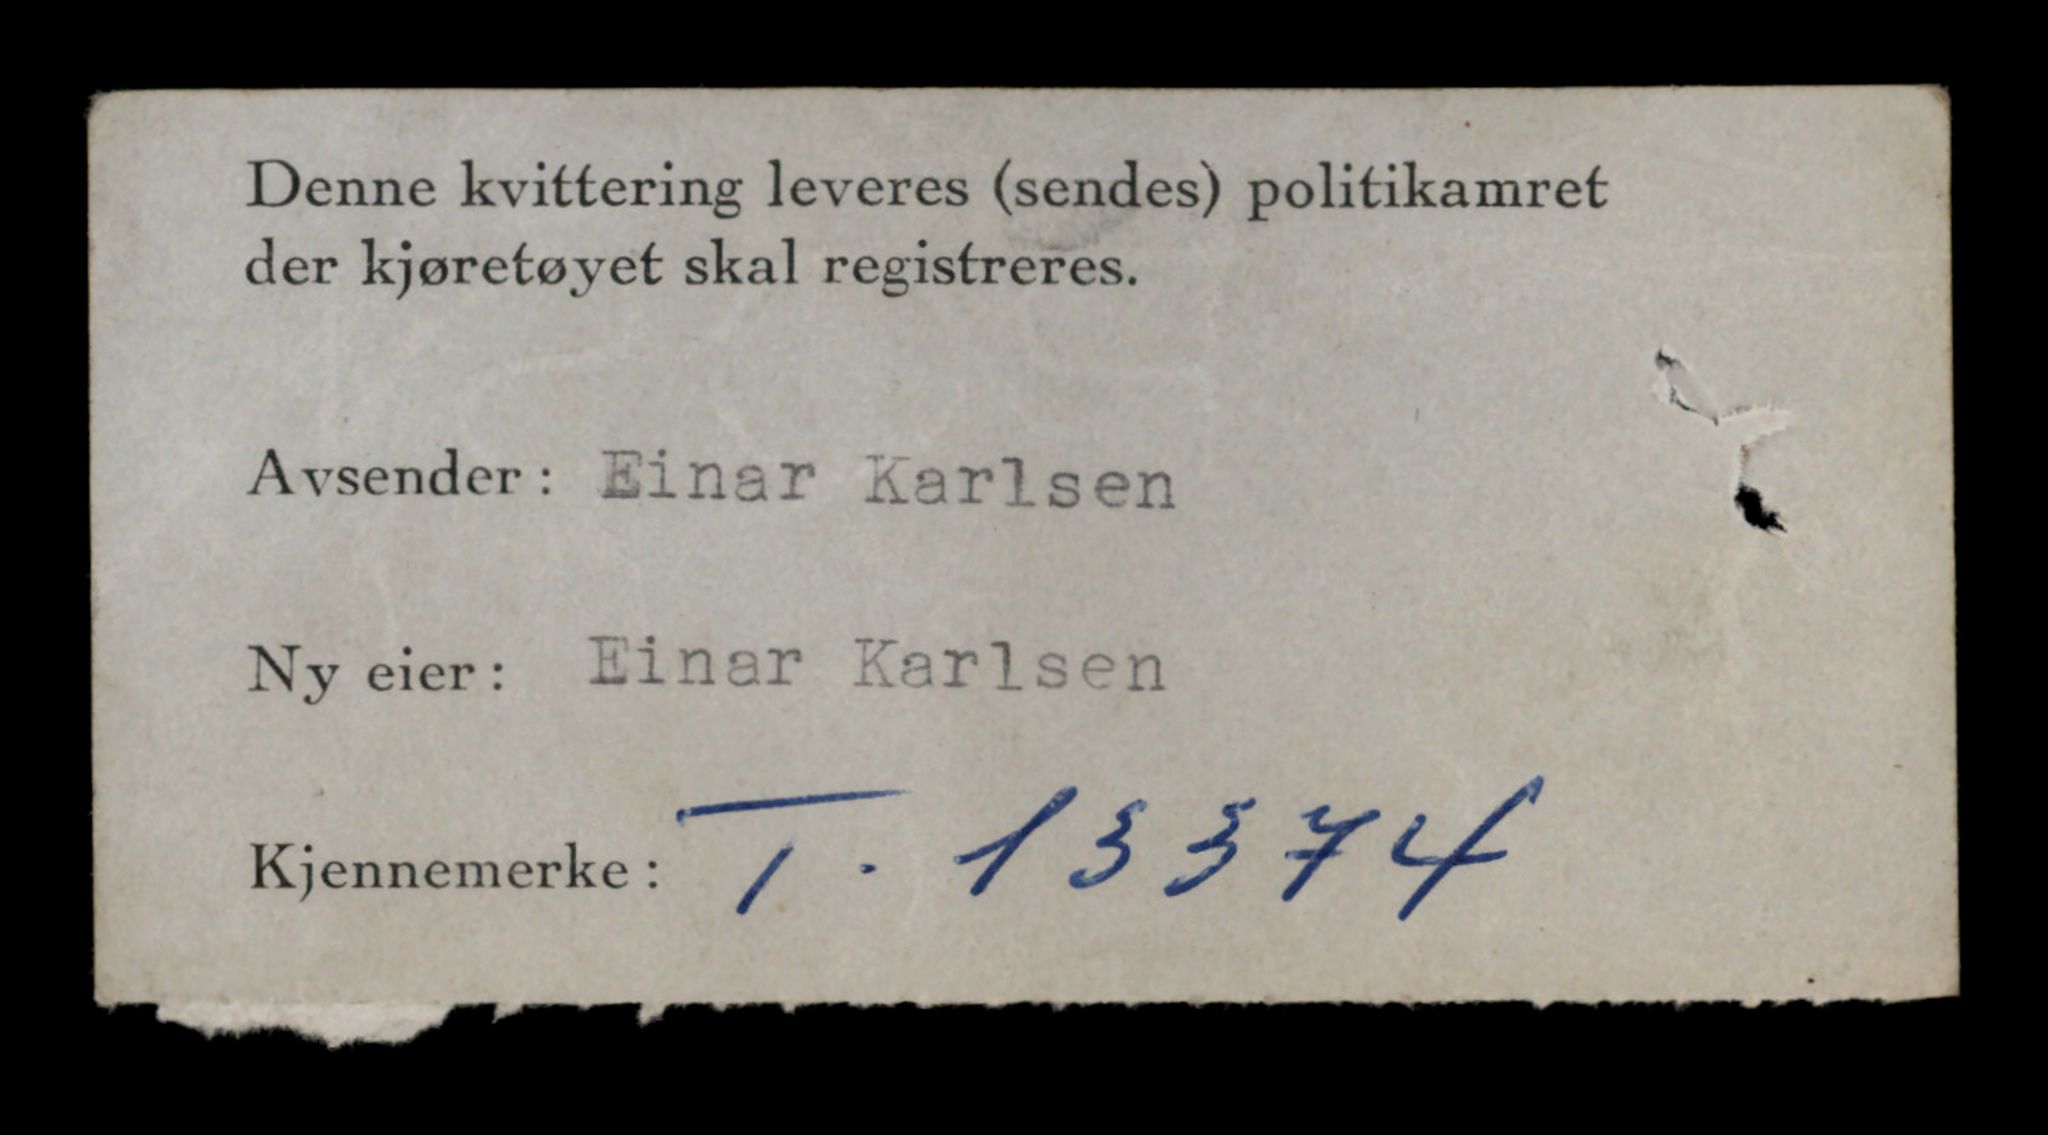 Denne kvittering leveres (sendes) politikamret
der kjøretøyet skal registreres.
Avsender: Einar Karlsen
Ny eier: Einar Karlsen
Kjennemerke: T. 13374